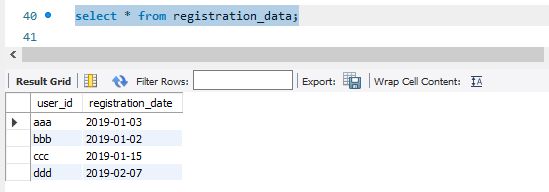 40 select * from registration_data;
41
Result Grid Filter Rows: Export: Wrap Cell Content: IA
user_id registration_date
aaa 2019-01-03
bbb 2019-01-02
ccc 2019-01-15
ddd 2019-02-07